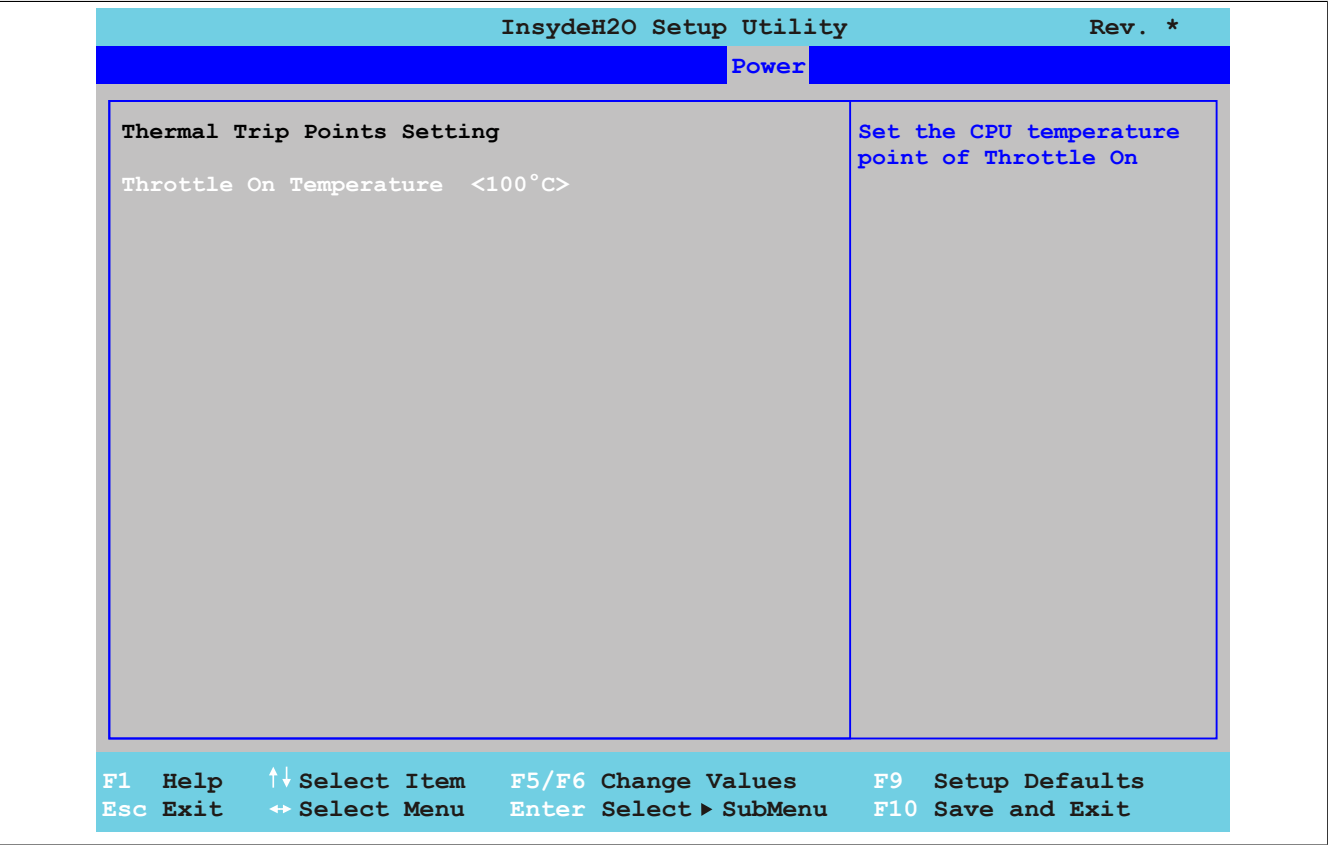 InsydeH2O Setup Utility Rev. *
Power
Thermal Trip Points Setting
Throttle On Temperature <100°C>
Set the CPU temperature
point of Throttle On
F1 Help ↑↓ Select Item F5/F6 Change Values F9 Setup Defaults
Esc Exit ↔ Select Menu Enter Select ▶ SubMenu F10 Save and Exit